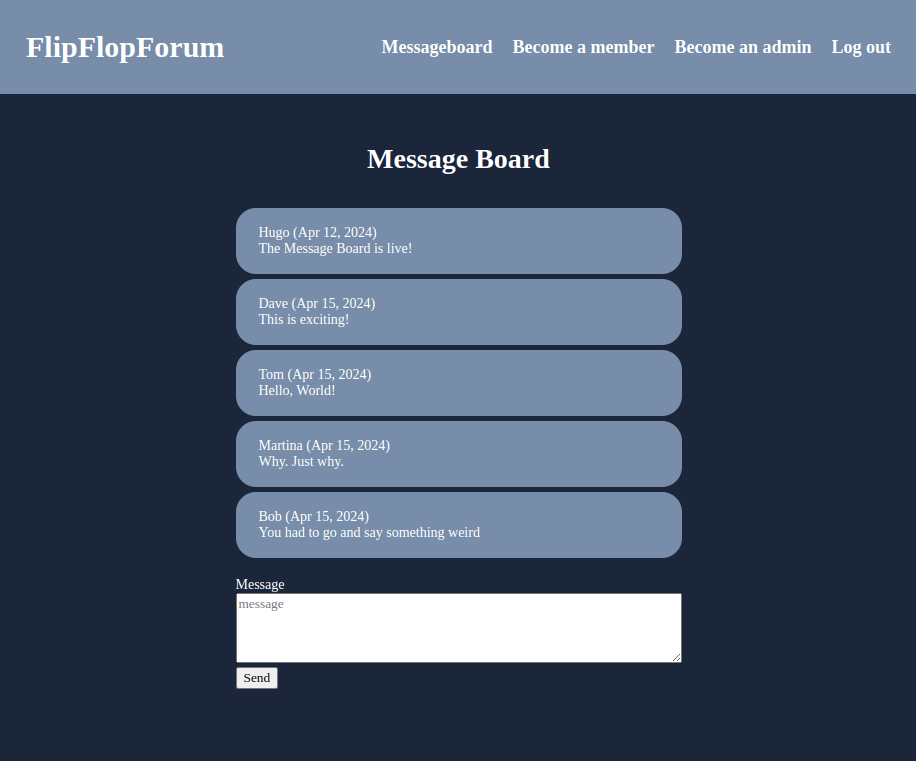 FlipFlopForum
Messageboard Become a member Become an admin Log out
Message Board
Hugo (Apr 12, 2024)
The Message Board is live!
Dave (Apr 15, 2024)
This is exciting!
Tom (Apr 15, 2024)
Hello, World!
Martina (Apr 15, 2024)
Why. Just why.
Bob (Apr 15, 2024)
You had to go and say something weird
Message
message
Send